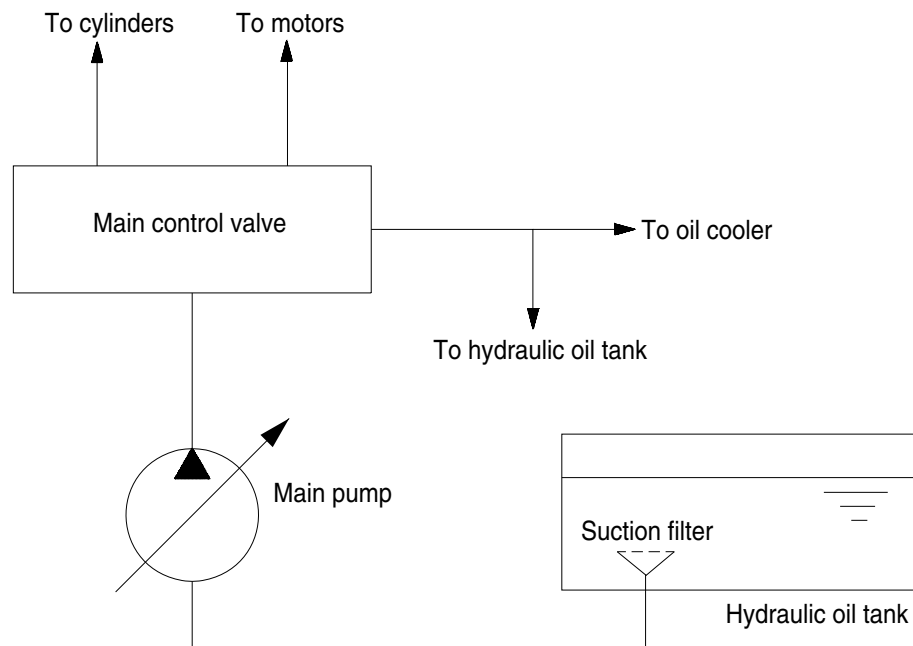 To cylinders
To motors
Main control valve
To oil cooler
To hydraulic oil tank
Main pump
Suction filter
Hydraulic oil tank